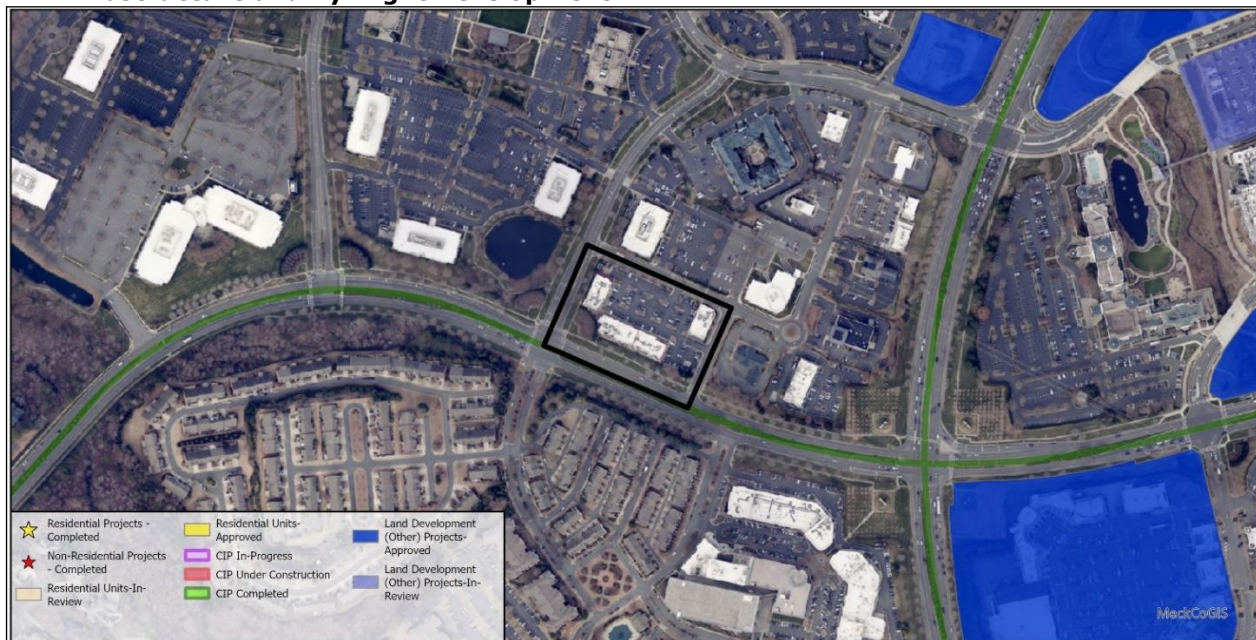 Residential Projects -
Completed
Non-Residential Projects
- Completed
Residential Units-In-
Review
Residential Units-
Approved
CIP In-Progress
CIP Under Construction
CIP Completed
Land Development
(Other) Projects-
Approved
Land Development
(Other) Projects-In-
Review
MeckCoGIS